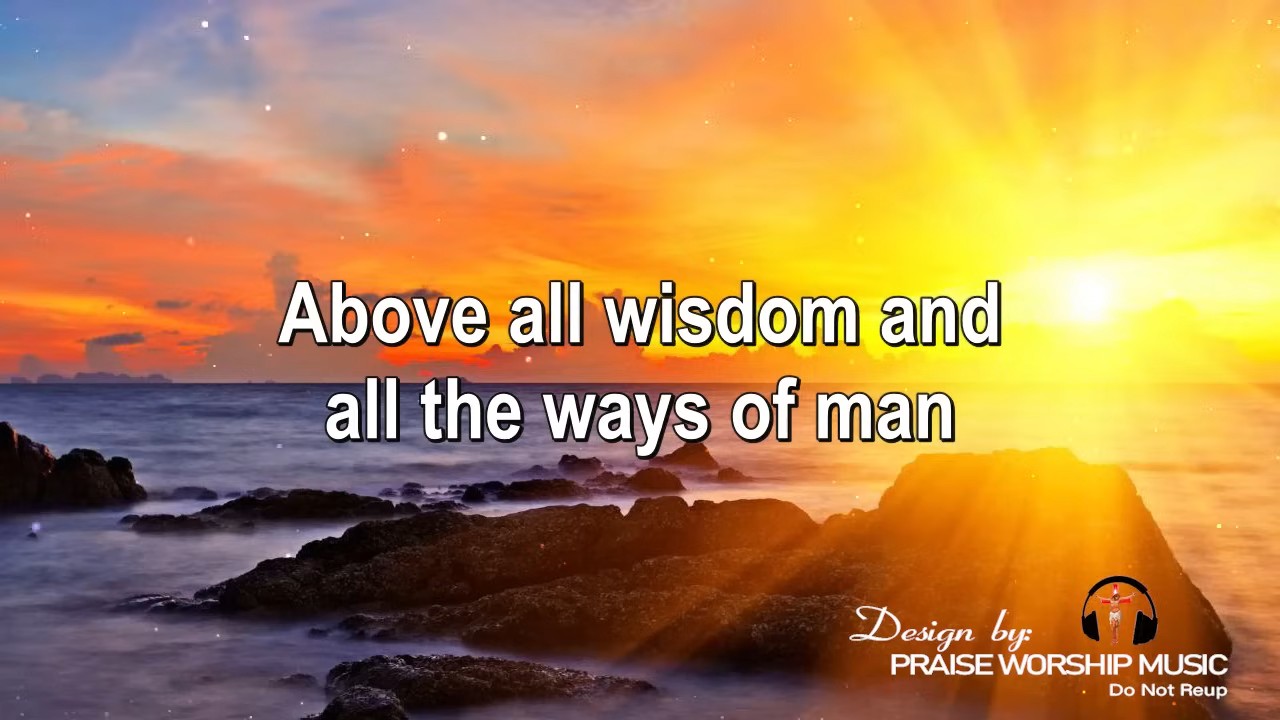 Above all wisdom and
all the ways of man
Design by:
PRAISE WORSHIP MUSIC
Do Not Reup